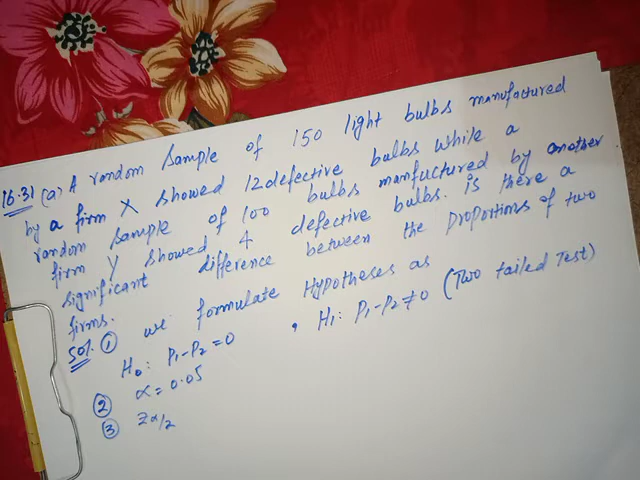 16.31 (a) A random sample of 150 light bulbs manufactured
by a firm X showed 12 defective bulbs while a
random sample of 100 bulbs manfuctured by another
firm Y showed 4 defective bulbs. is there a
significant difference between the proportions of two
firms.
Sol. ① we formulate Hypotheses as
H₀: P₁-P₂=0 , H₁: P₁-P₂≠0 (Two tailed Test)
② α=0.05
③ Zα/2